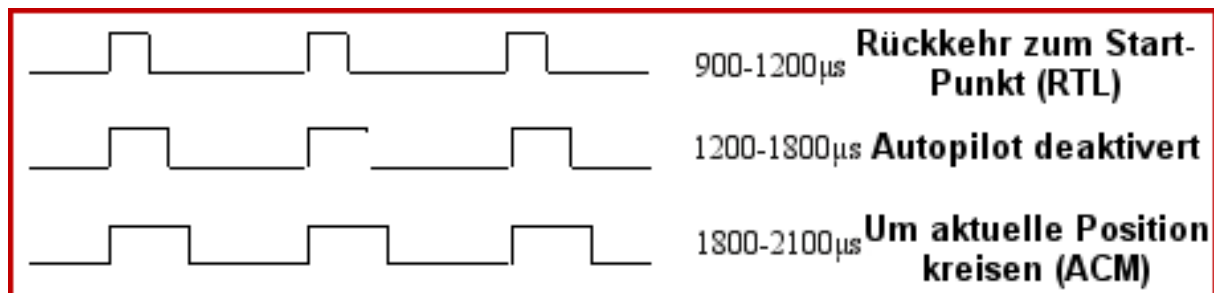 900-1200µs Rückkehr zum Start-
Punkt (RTL)
1200-1800µs Autopilot deaktivert
1800-2100µs Um aktuelle Position
kreisen (ACM)